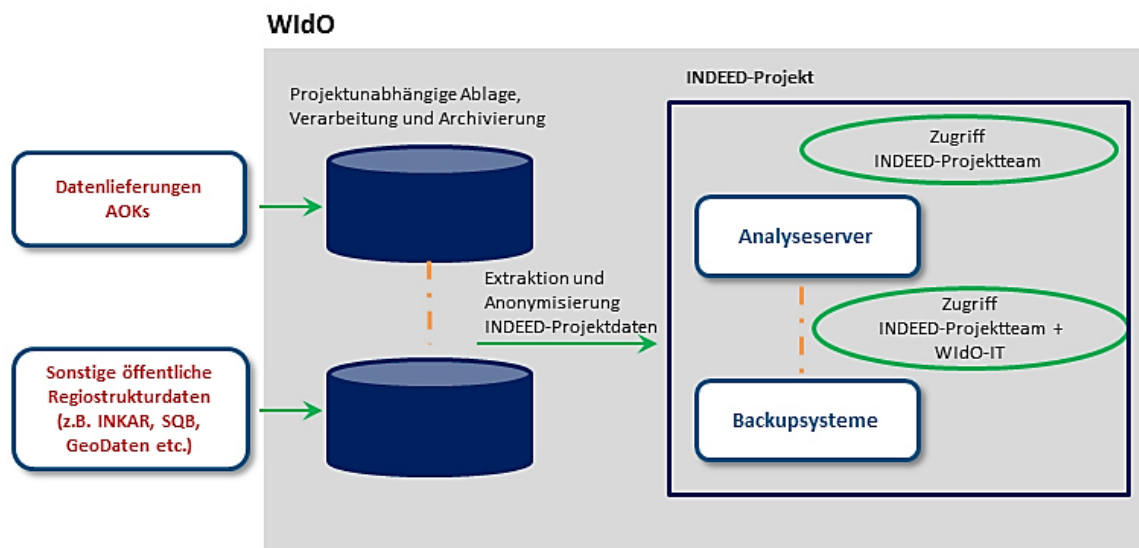 WIdO
INDEED-Projekt
Projektunabhängige Ablage,
Verarbeitung und Archivierung
Zugriff
INDEED-Projektteam
Datenlieferungen
AOKs
Analyseserver
Extraktion und
Anonymisierung
INDEED-Projektdaten
Zugriff
INDEED-Projektteam +
WIdO-IT
Sonstige öffentliche
Regiostrukturdaten
(z.B. INKAR, SQB,
GeoDaten etc.)
Backupsysteme